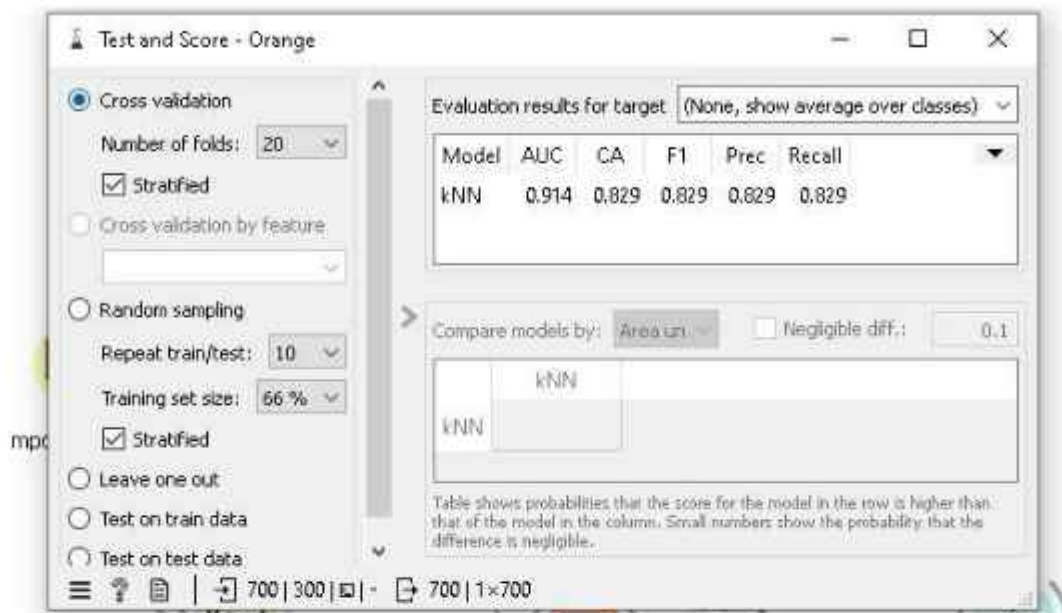 Test and Score - Orange
Cross validation
Number of folds: 20
Stratified
Cross validation by feature
Random sampling
Repeat train/test: 10
Training set size: 66 %
Stratified
Leave one out
Test on train data
Test on test data
Evaluation results for target (None, show average over classes)
Model AUC CA F1 Prec Recall
kNN 0.914 0.829 0.829 0.829 0.829
Compare models by: Area un
Negligible diff.: 0.1
kNN
kNN
Table shows probabilities that the score for the model in the row is higher than
that of the model in the column. Small numbers show the probability that the
difference is negligible.
700 | 300 | - 700 | 1×700
mpo